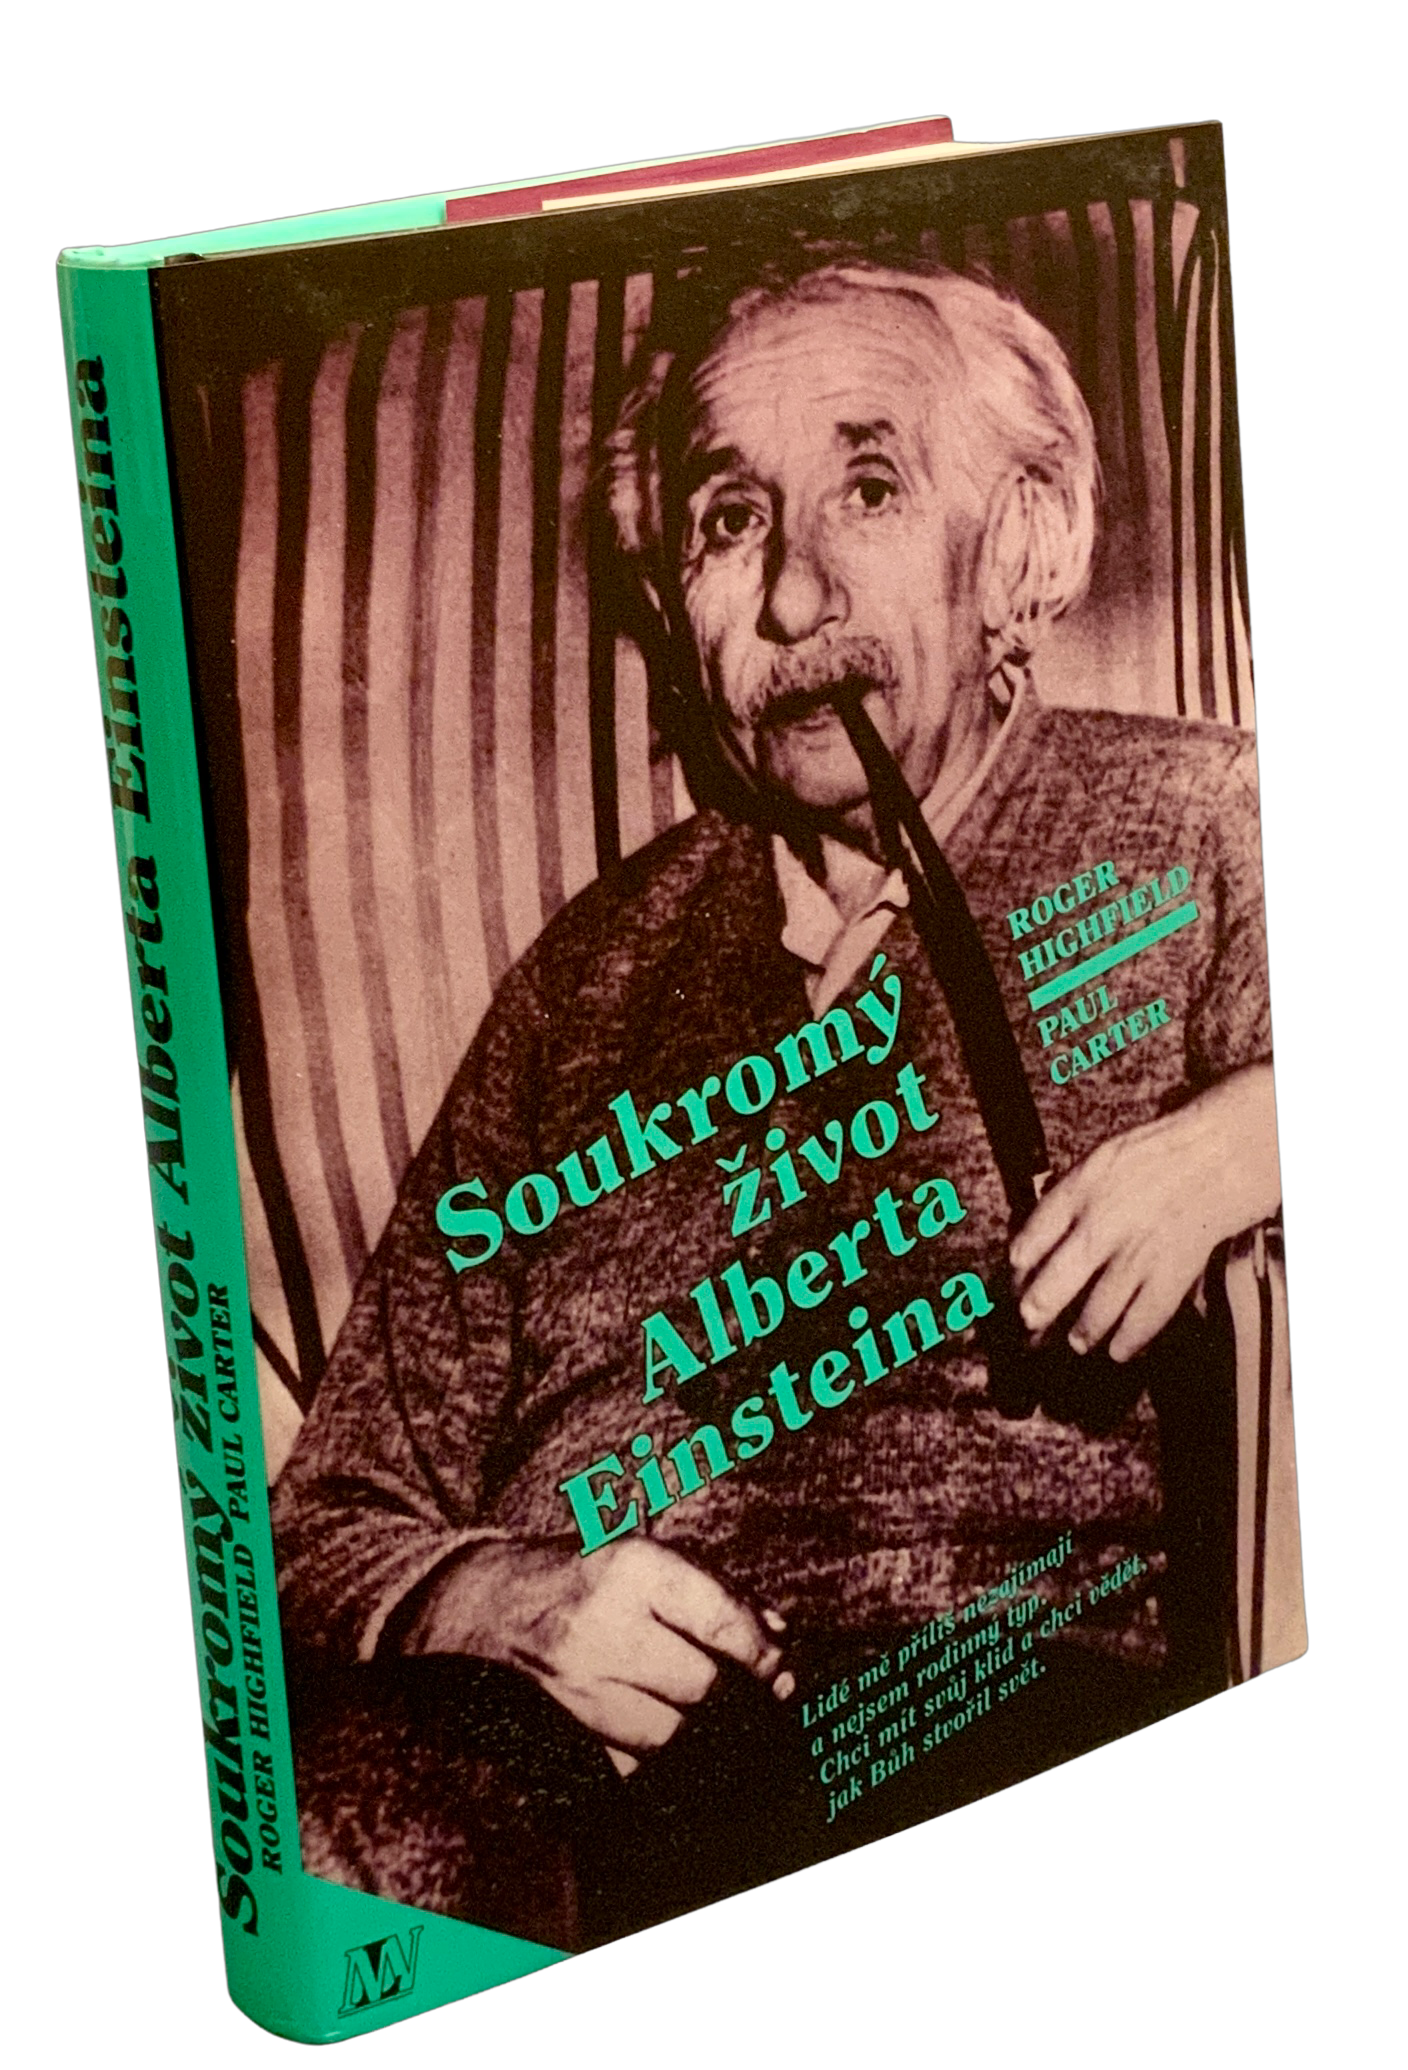 Soukromý život Alberta Einsteina
ROGER HIGHFIELD PAUL CARTER
ROGER
HIGHFIELD
PAUL
CARTER
Soukromý
život
Alberta
Einsteina
Lidé mě příliš nezajímají
a nejsem rodinný typ.
Chci mít svůj klid a chci vědět,
jak Bůh stvořil svět.